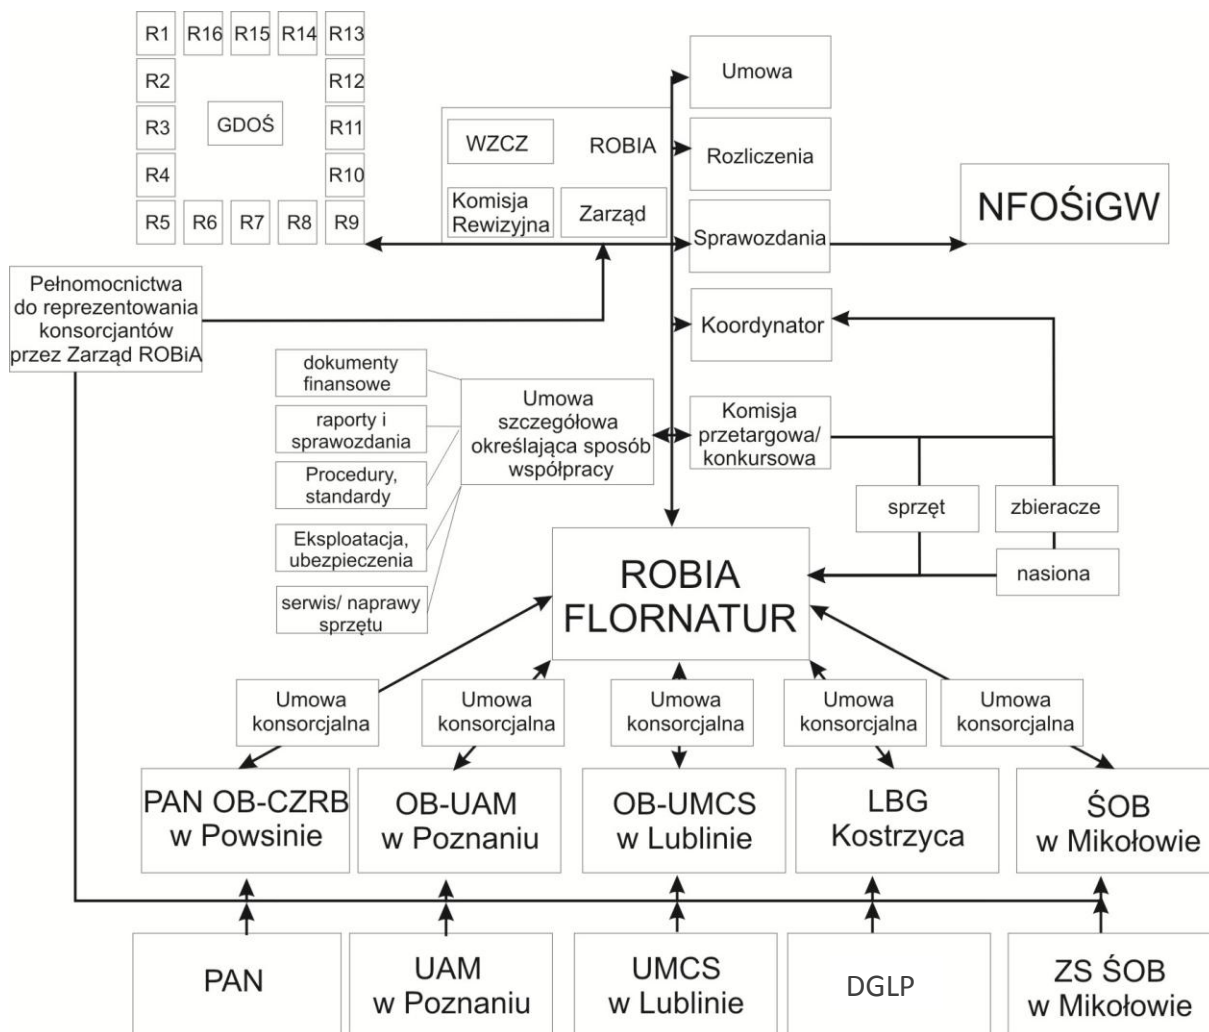 R1 R16 R15 R14 R13
R2 R12
R3 GDOŚ R11
R4 R10
R5 R6 R7 R8 R9
WZCZ ROBIA
Komisja
Rewizyjna
Zarząd
Umowa
Rozliczenia
Sprawozdania
NFOŚiGW
Pełnomocnictwa
do reprezentowania
konsorcjantów
przez Zarząd ROBiA
Koordynator
dokumenty
finansowe
raporty i
sprawozdania
Procedury,
standardy
Eksploatacja,
ubezpieczenia
serwis/ naprawy
sprzętu
Umowa
szczegółowa
określająca sposób
współpracy
Komisja
przetargowa/
konkursowa
sprzęt
zbieracze
nasiona
ROBIA
FLORNATUR
Umowa
konsorcjalna
Umowa
konsorcjalna
Umowa
konsorcjalna
Umowa
konsorcjalna
Umowa
konsorcjalna
PAN OB-CZRB
w Powsinie
OB-UAM
w Poznaniu
OB-UMCS
w Lublinie
LBG
Kostrzyca
ŚOB
w Mikołowie
PAN
UAM
w Poznaniu
UMCS
w Lublinie
DGLP
ZS ŚOB
w Mikołowie